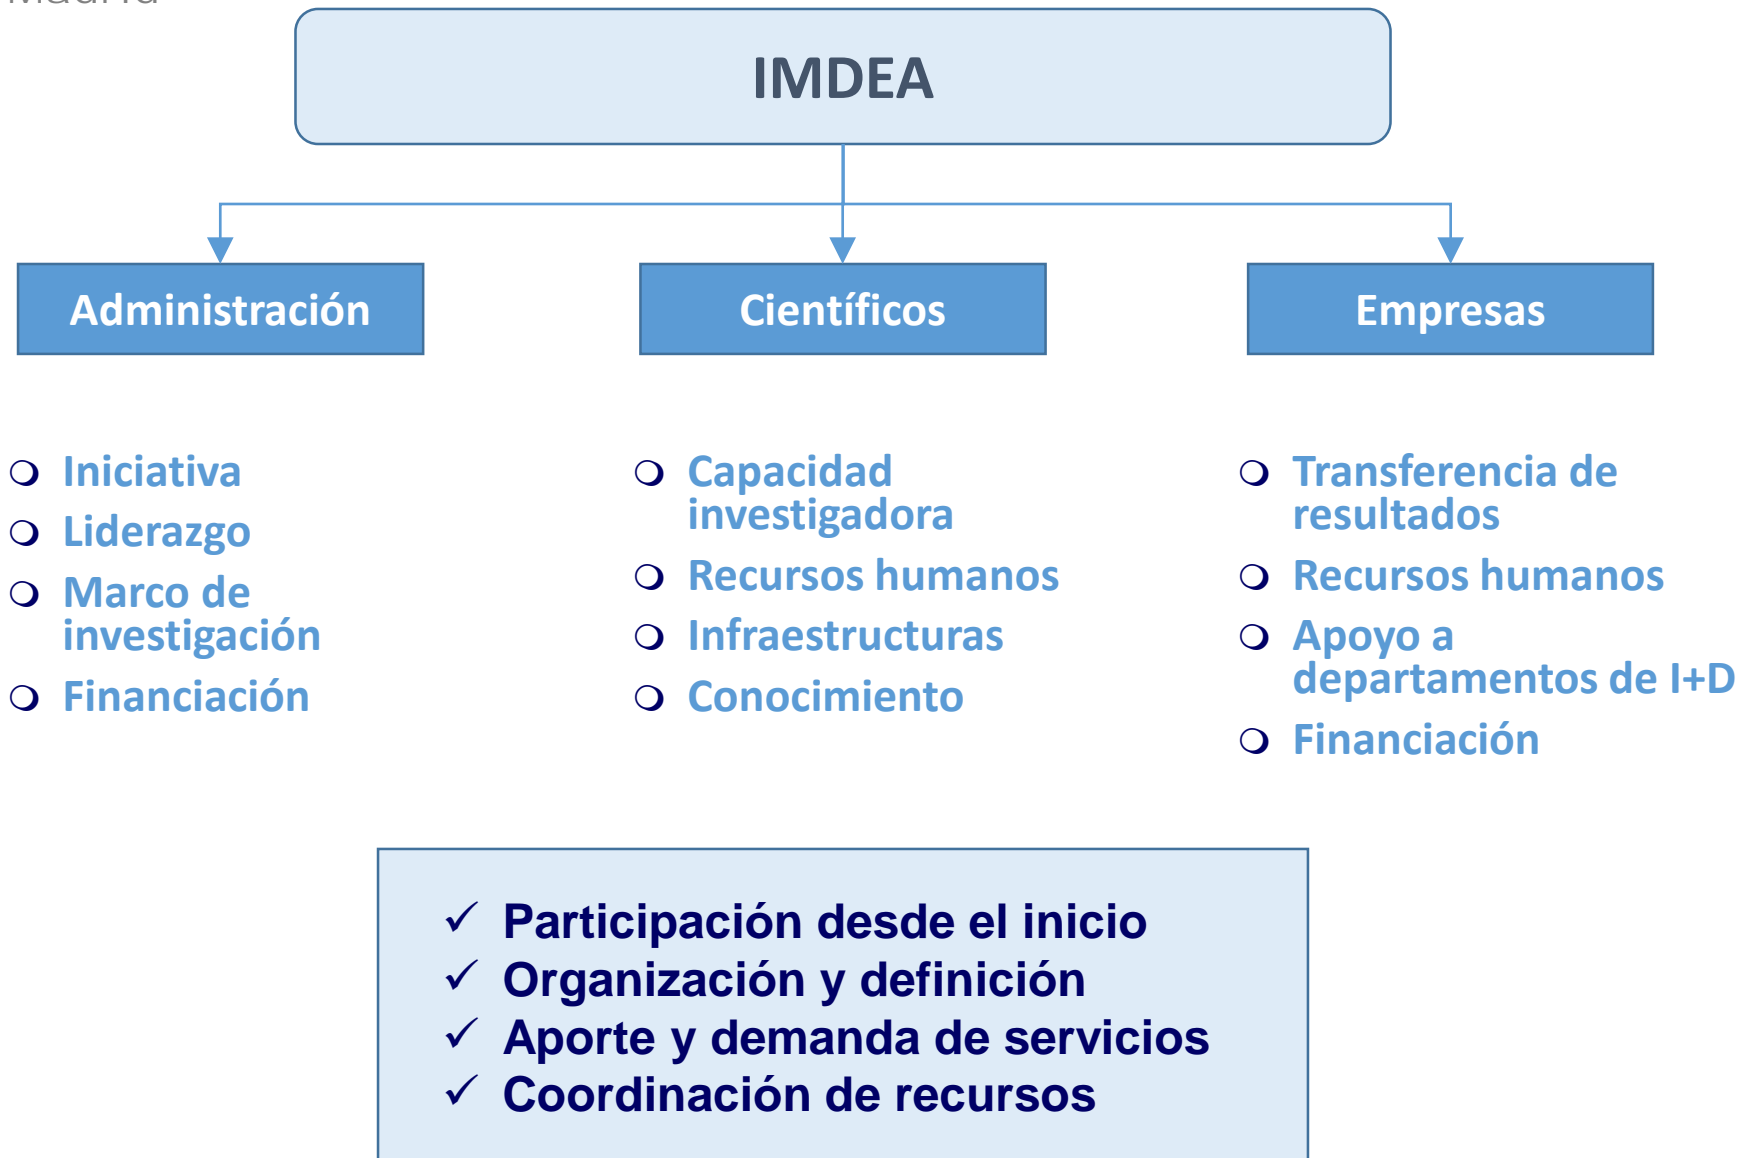 Madrid
IMDEA
Administración
Científicos
Empresas
Iniciativa
Liderazgo
Marco de
investigación
Financiación
Capacidad
investigadora
Recursos humanos
Infraestructuras
Conocimiento
Transferencia de
resultados
Recursos humanos
Apoyo a
departamentos de I+D
Financiación
✓ Participación desde el inicio
✓ Organización y definición
✓ Aporte y demanda de servicios
✓ Coordinación de recursos